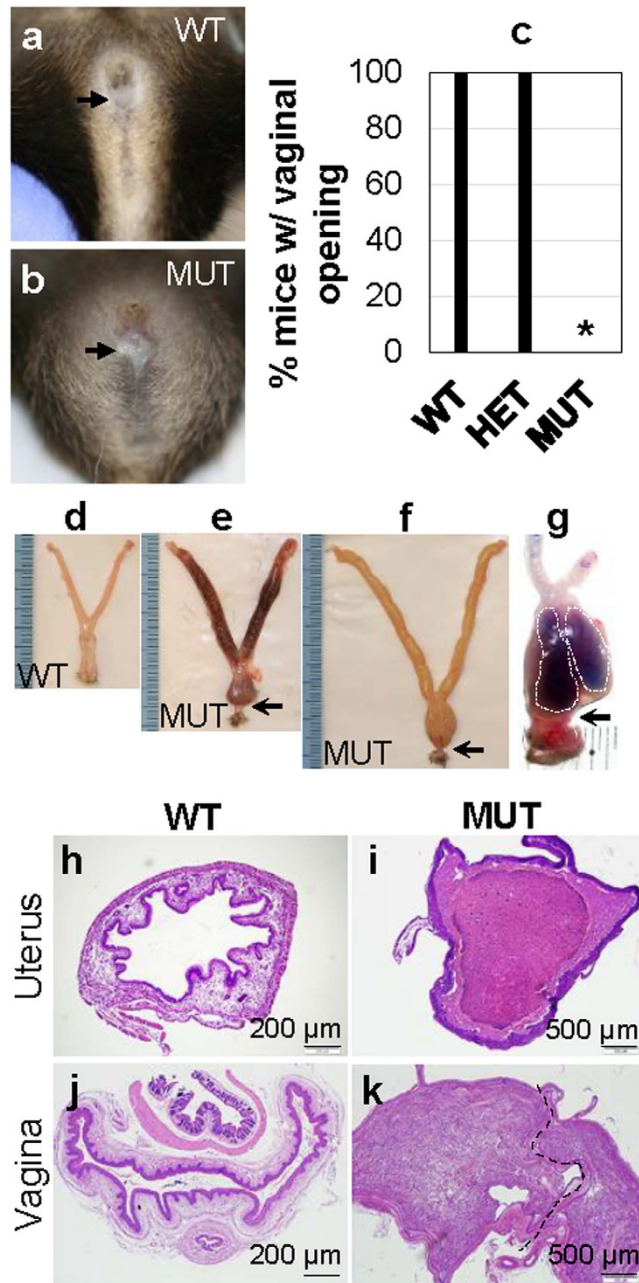 a
WT
b
MUT
c
% mice w/ vaginal
opening
100
80
60
40
20
0
*
WT
HET
MUT
d
e
f
g
WT
MUT
MUT
WT
MUT
Uterus
h
200 µm
i
500 µm
Vagina
j
200 µm
k
500 µm